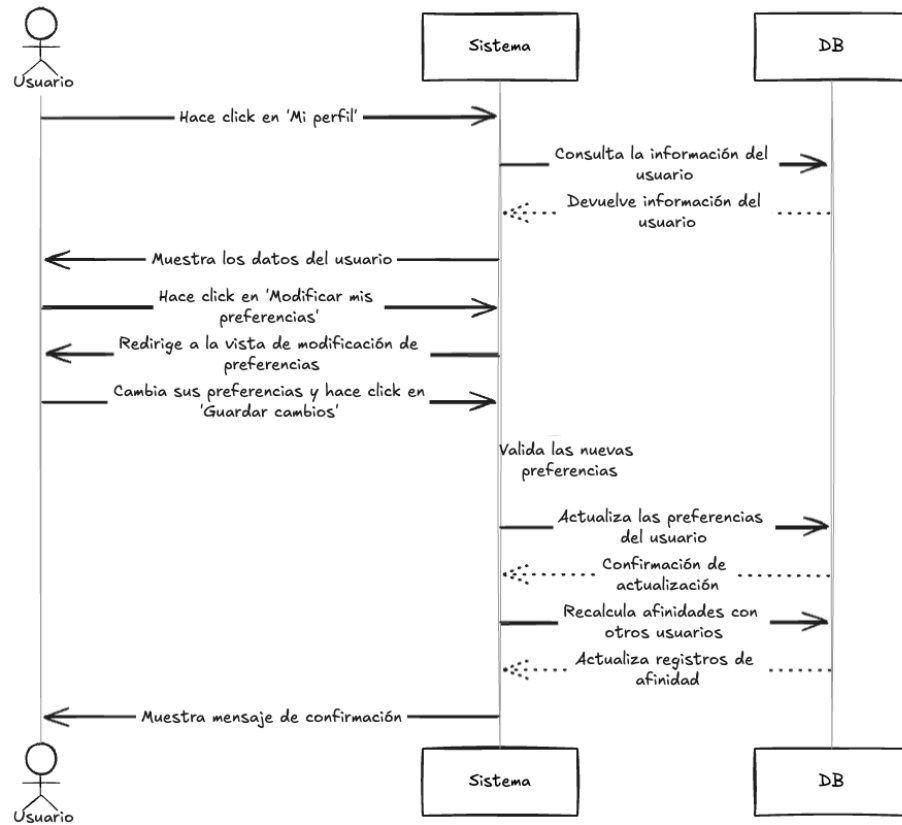 Usuario
Sistema
DB
Hace click en 'Mi perfil'
Consulta la información del
usuario
Devuelve información del
usuario
Muestra los datos del usuario
Hace click en 'Modificar mis
preferencias'
Redirige a la vista de modificación de
preferencias
Cambia sus preferencias y hace click en
'Guardar cambios'
Valida las nuevas
preferencias
Actualiza las preferencias
del usuario
Confirmación de
actualización
Recalcula afinidades con
otros usuarios
Actualiza registros de
afinidad
Muestra mensaje de confirmación
Usuario
Sistema
DB